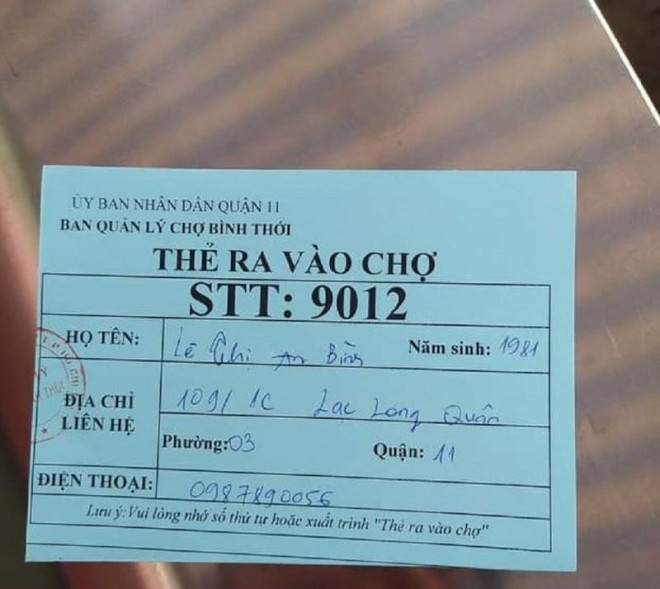 ỦY BAN NHÂN DÂN QUẬN 11
BAN QUẢN LÝ CHỢ BÌNH THỚI
THẺ RA VÀO CHỢ
STT: 9012
HỌ TÊN: Lê Thị An Bình Năm sinh: 1981
ĐỊA CHỈ LIÊN HỆ 109/1C Lạc Long Quân
Phường: 03 Quận: 11
ĐIỆN THOẠI: 0987890056
Lưu ý: Vui lòng nhớ số thứ tự hoặc xuất trình "Thẻ ra vào chợ"